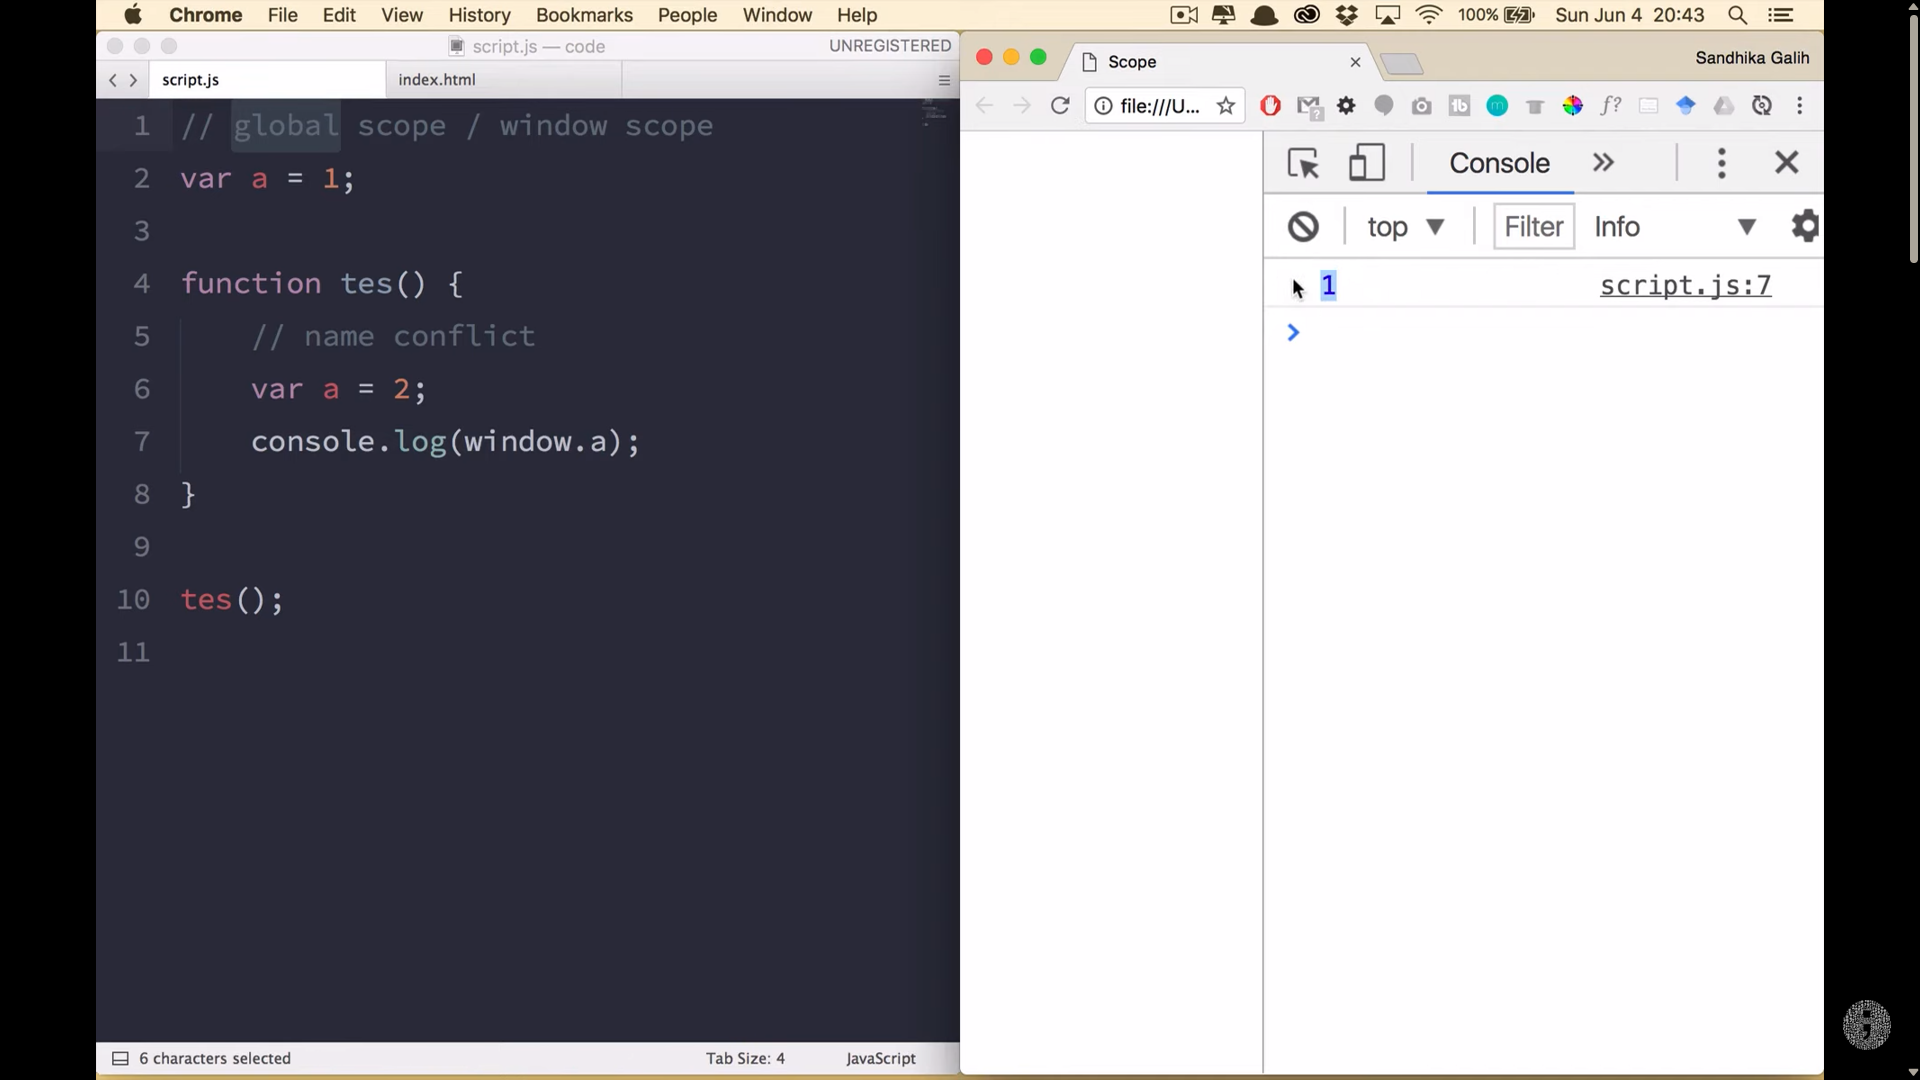 Chrome File Edit View History Bookmarks People Window Help 100% Sun Jun 4 20:43
script.js — code UNREGISTERED
script.js index.html
1 // global scope / window scope
2 var a = 1;
3
4 function tes() {
5 // name conflict
6 var a = 2;
7 console.log(window.a);
8 }
9
10 tes();
11
6 characters selected Tab Size: 4 JavaScript
Scope Sandhika Galih
file:///U...
Console
top Filter Info
1 script.js:7